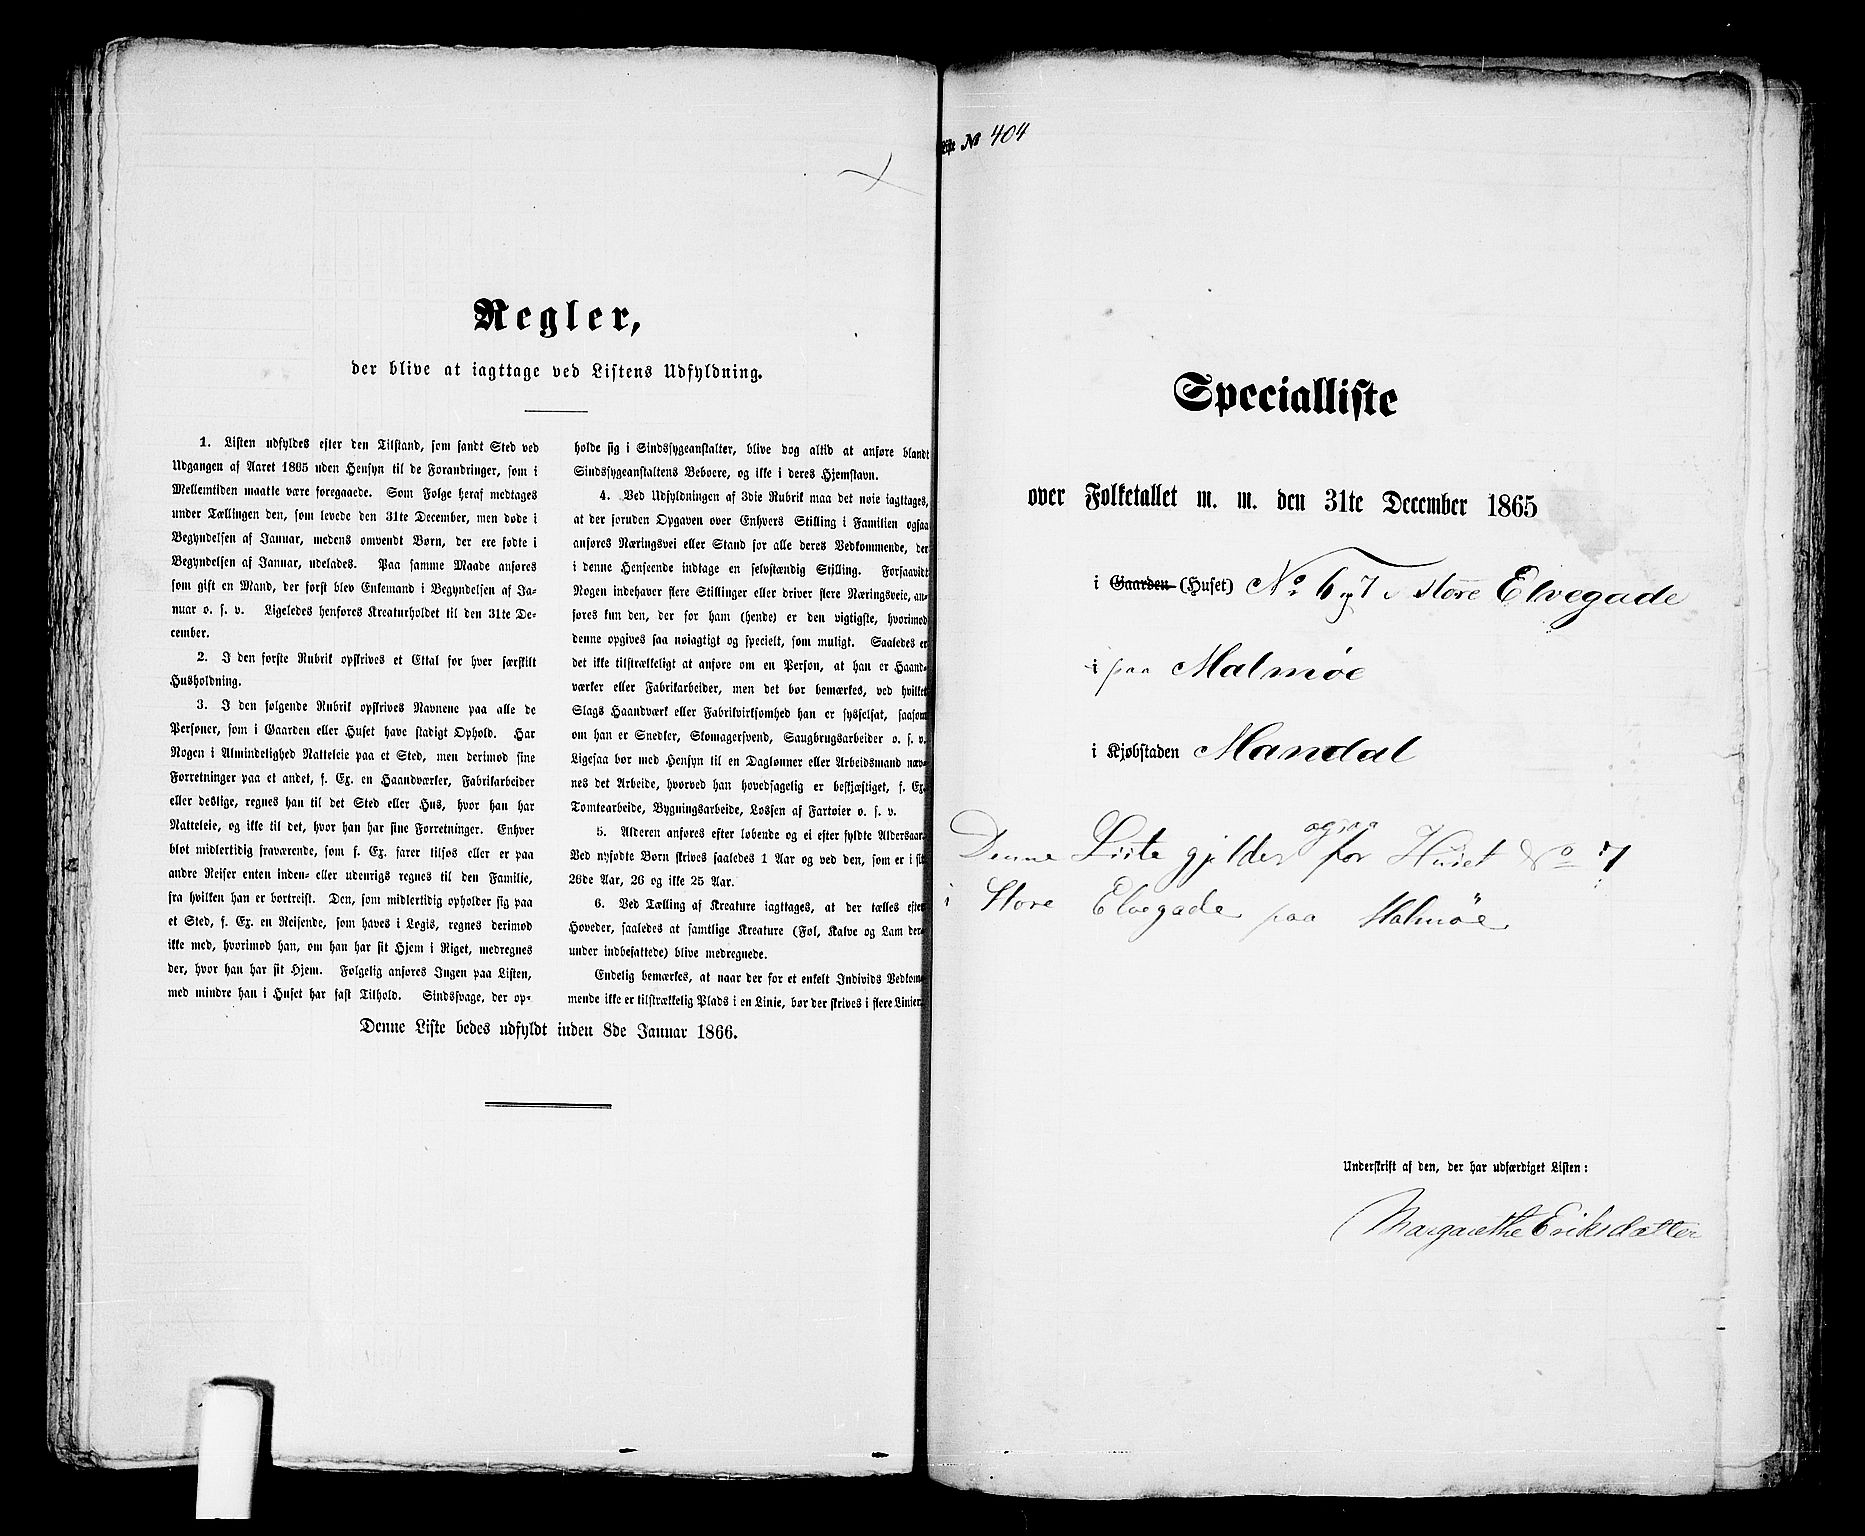 Regler,
der blive at iagttage ved Listens Udfyldning.
1. Listen udfyldes efter den Tilstand, som fandt Sted ved
Udgangen af Aaret 1865 uden Hensyn til de Forandringer, som i
Mellemtiden maatte være foregaaede. Som Følge heraf medtages
under Tællingen den, som levede den 31te December, men døde i
Begyndelsen af Januar, medens omvendt Børn, der ere fødte i
Begyndelsen af Januar, udelades. Paa samme Maade anføres
som gift en Mand, der først blev Enkemand i Begyndelsen af Ja-
nuar o. s. v. Ligeledes henføres Kreaturholdet til den 31te De-
cember.
2. I den første Rubrik opskrives et Ettal for hver særskilt
Husholdning.
3. I den følgende Rubrik opskrives Navnene paa alle de
Personer, som i Gaarden eller Huset have stadigt Ophold. Har
Nogen i Almindelighed Natteleie paa et Sted, men derimod sine
Forretninger paa et andet, f. Ex. en Haandværker, Fabrikarbeider
eller deslige, regnes han til det Sted eller Hus, hvor han har
Natteleie, og ikke til det, hvor han har sine Forretninger. Enhver
blot midlertidig fraværende, som f. Ex. farer tilsøs eller er paa
andre Reiser enten inden- eller udenrigs regnes til den Familie,
fra hvilken han er bortreist. Den, som midlertidig opholder sig paa
et Sted, f. Ex. en Reisende, som haves i Logis, regnes derimod
ikke med, hvorimod han, om han har sit Hjem i Riget, medregnes
der, hvor han har sit Hjem. Følgelig anføres Ingen paa Listen,
med mindre han i Huset har fast Tilhold. Sindssvage, der op-
holde sig i Sindssygeanstalter, blive dog altid at anføre blandt
Sindssygeanstaltens Beboere, og ikke i deres Hjemstavn.
4. Ved Udfyldningen af 3die Rubrik maa det nøie iagttages,
at der foruden Opgaven over Enhvers Stilling i Familien ogsaa
anføres Næringsvei eller Stand for alle deres Vedkommende, der
i denne Henseende indtage en selvstændig Stilling. Forsaavidt
Nogen indehaver flere Stillinger eller driver flere Næringsveie, an-
føres kun den, der for ham (hende) er den vigtigste, hvorimod
denne opgives saa nøiagtigt og specielt, som muligt. Saaledes er
det ikke tilstrækkeligt at anføre om en Person, at han er Haand-
værker eller Fabrikarbeider, men det bør bemærkes, ved hvilket
Slags Haandværk eller Fabrikvirksomhed han er sysselsat, saasom
om han er Snedker, Skomagersvend, Saugbrugsarbeider o. s. v.
Ligesaa bør med Hensyn til en Dagløner eller Arbeidsmand næv-
nes det Arbeide, hvorved han hovedsagelig er beskjæftiget, f. Ex.
Tomtearbeide, Bygningsarbeide, Lossen af Fartøier o. s. v.
5. Alderen anføres efter løbende og ei efter fyldte Aldersaar.
Ved nyfødte Børn skrives saaledes 1 Aar og ved den, som er i sit
26de Aar, 26 og ikke 25 Aar.
6. Ved Tælling af Kreature iagttages, at der tælles efter
Hoveder, saaledes at samtlige Kreature (Føl, Kalve og Lam der-
under indbefattede) blive medregnede.
Endelig bemærkes, at naar der for et enkelt Individs Vedkom-
mende ikke er tilstrækkelig Plads i en Linie, bør der skrives i flere Linier.
Denne Liste bedes udfyldt inden 8de Januar 1866.
№ 404
Specialliste
over Folketallet m. m. den 31te December 1865
i Gaarden (Huset) No 6 og 7 i Store Elvegade
i paa Malmøe
i Kjøbstaden Mandal
Denne Liste gjelder ogsaa for Huset No 7
i Store Elvegade paa Malmøe
Underskrift af den, der har udfærdiget Listen:
Margarethe Eriksdatter